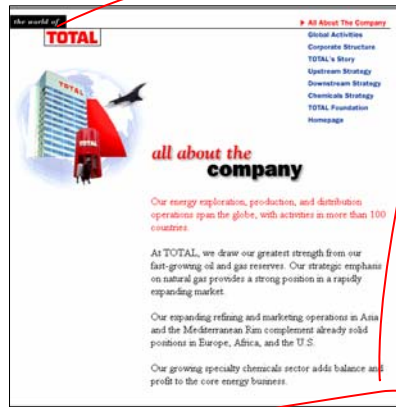 the world of
TOTAL
All About The Company
Global Activities
Corporate Structure
TOTAL's Story
Upstream Strategy
Downstream Strategy
Chemicals Strategy
TOTAL Foundation
Homepage
TOTAL
TOTAL
all about the
company
Our energy exploration, production, and distribution
operations span the globe, with activities in more than 100
countries.
At TOTAL, we draw our greatest strength from our
fast-growing oil and gas reserves. Our strategic emphasis
on natural gas provides a strong position in a rapidly
expanding market.
Our expanding refining and marketing operations in Asia
and the Mediterranean Rim complement already solid
positions in Europe, Africa, and the U.S.
Our growing specialty chemicals sector adds balance and
profit to the core energy business.